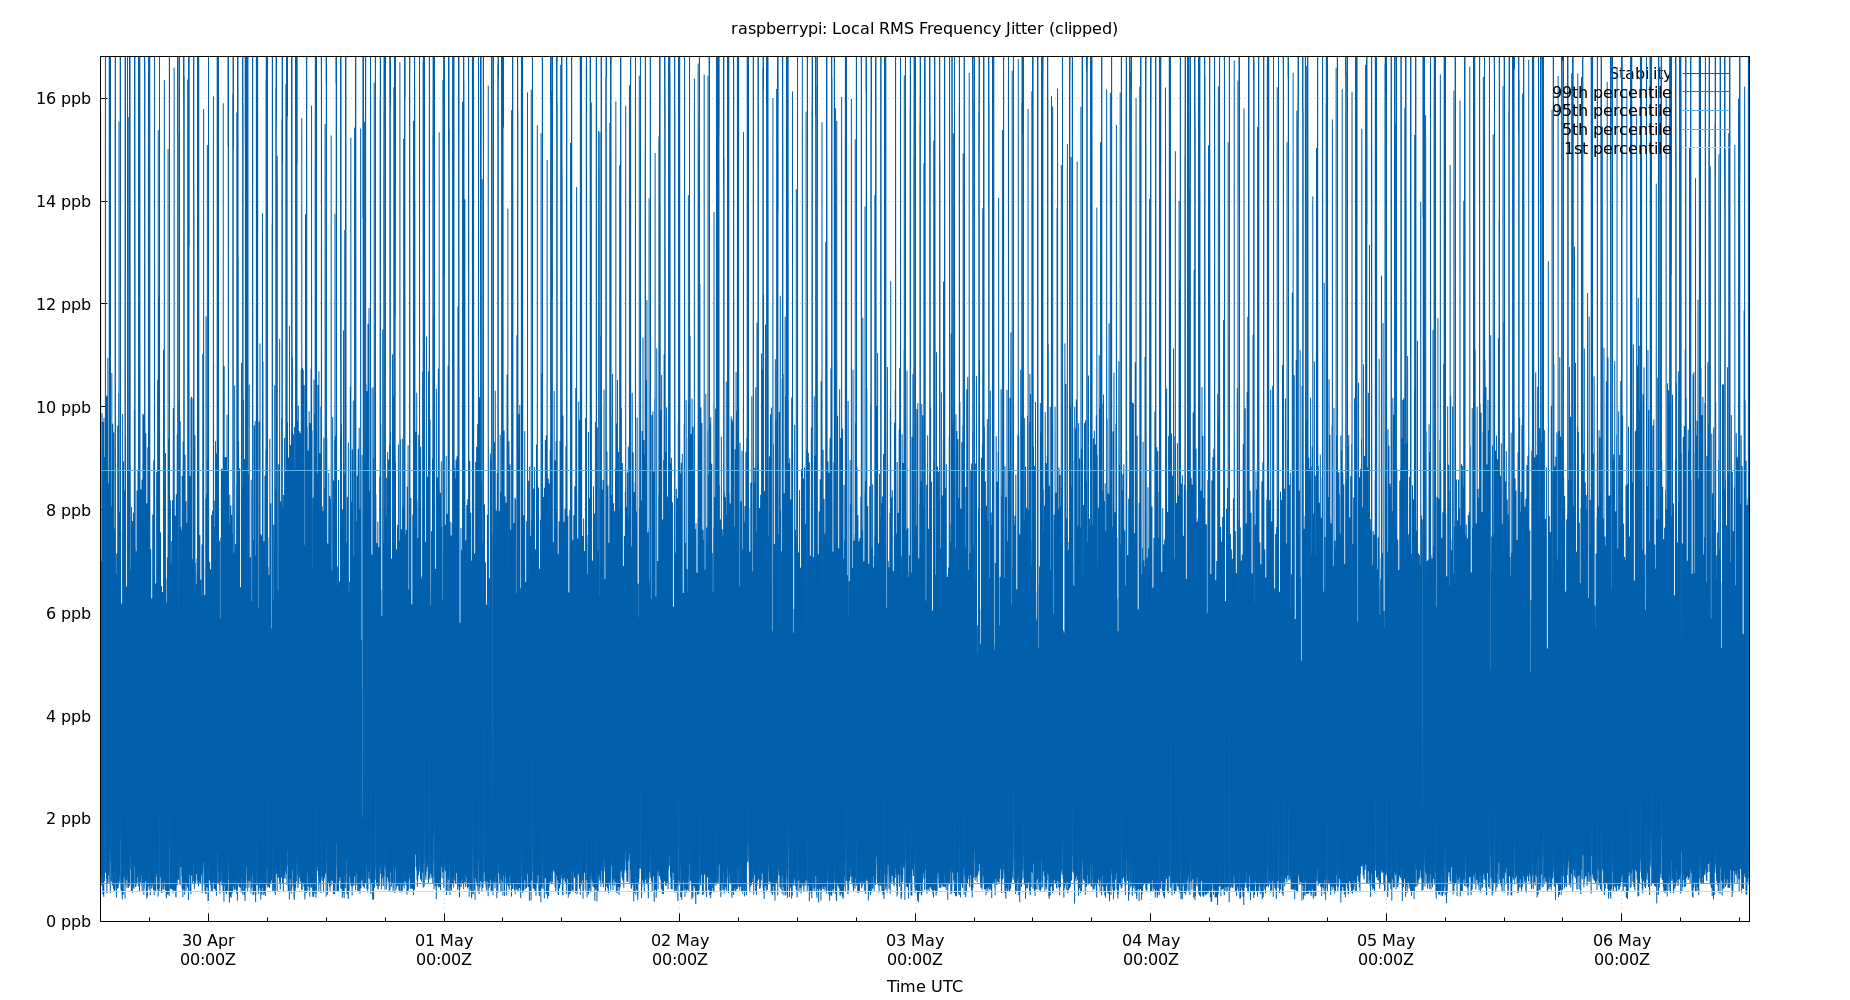 raspberrypi: Local RMS Frequency Jitter (clipped)
Stability
99th percentile
95th percentile
5th percentile
1st percentile
16 ppb
14 ppb
12 ppb
10 ppb
8 ppb
6 ppb
4 ppb
2 ppb
0 ppb
30 Apr 01 May 02 May 03 May 04 May 05 May 06 May
00:00Z 00:00Z 00:00Z 00:00Z 00:00Z 00:00Z 00:00Z
Time UTC